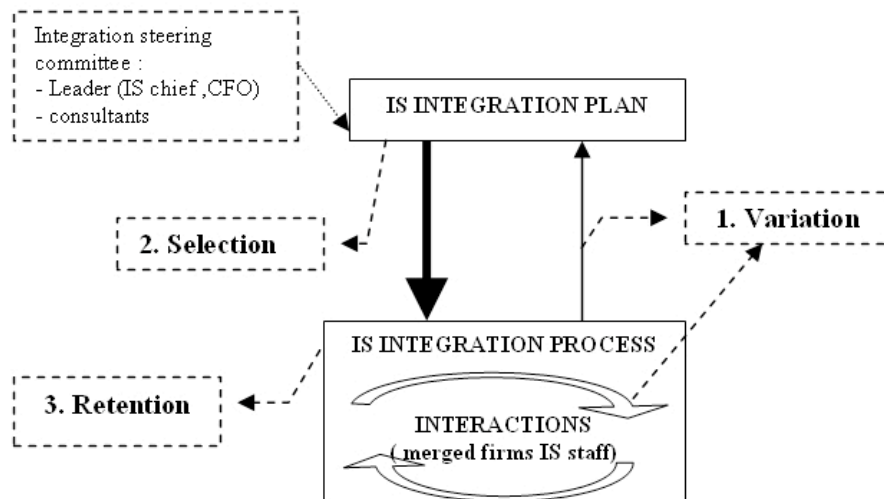 Integration steering
committee :
- Leader (IS chief ,CFO)
- consultants
IS INTEGRATION PLAN
2. Selection
1. Variation
IS INTEGRATION PROCESS
3. Retention
INTERACTIONS
( merged firms IS staff)